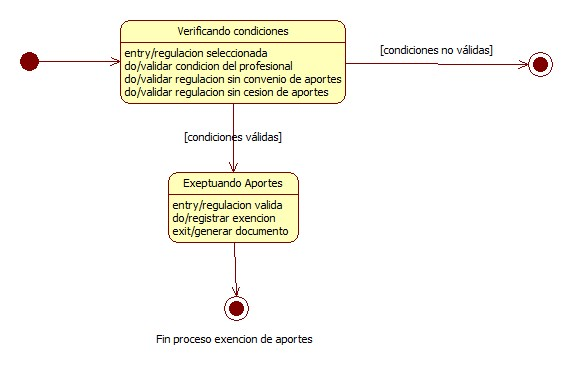 Verificando condiciones
entry/regulacion seleccionada
do/validar condicion del profesional
do/validar regulacion sin convenio de aportes
do/validar regulacion sin cesion de aportes
[condiciones no válidas]
[condiciones válidas]
Exeptuando Aportes
entry/regulacion valida
do/registrar exencion
exit/generar documento
Fin proceso exencion de aportes